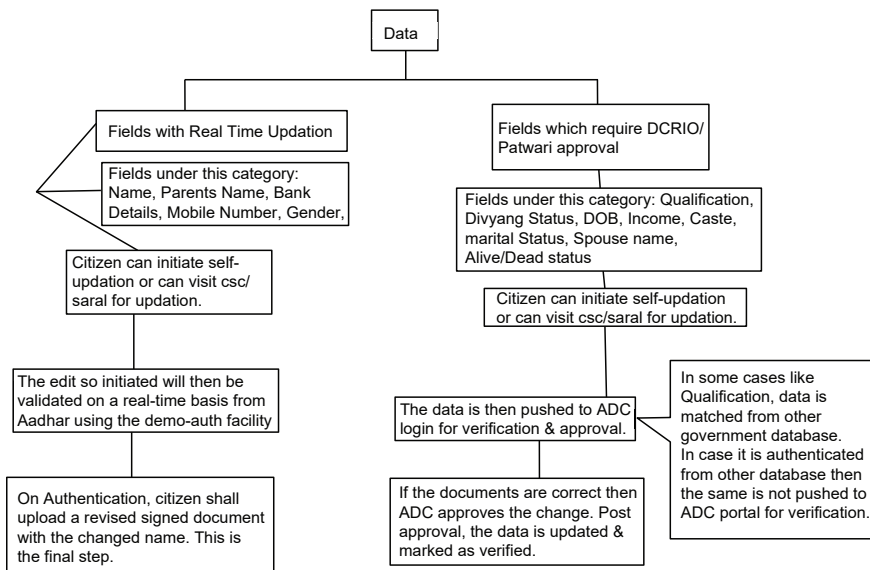 Data
Fields with Real Time Updation
Fields under this category:
Name, Parents Name, Bank
Details, Mobile Number, Gender,
Citizen can initiate self-
updation or can visit csc/
saral for updation.
The edit so initiated will then be
validated on a real-time basis from
Aadhar using the demo-auth facility
On Authentication, citizen shall
upload a revised signed document
with the changed name. This is
the final step.
Fields which require DCRIO/
Patwari approval
Fields under this category: Qualification,
Divyang Status, DOB, Income, Caste,
marital Status, Spouse name,
Alive/Dead status
Citizen can initiate self-updation
or can visit csc/saral for updation.
The data is then pushed to ADC
login for verification & approval.
In some cases like
Qualification, data is
matched from other
government database.
In case it is authenticated
from other database then
the same is not pushed to
ADC portal for verification.
If the documents are correct then
ADC approves the change. Post
approval, the data is updated &
marked as verified.